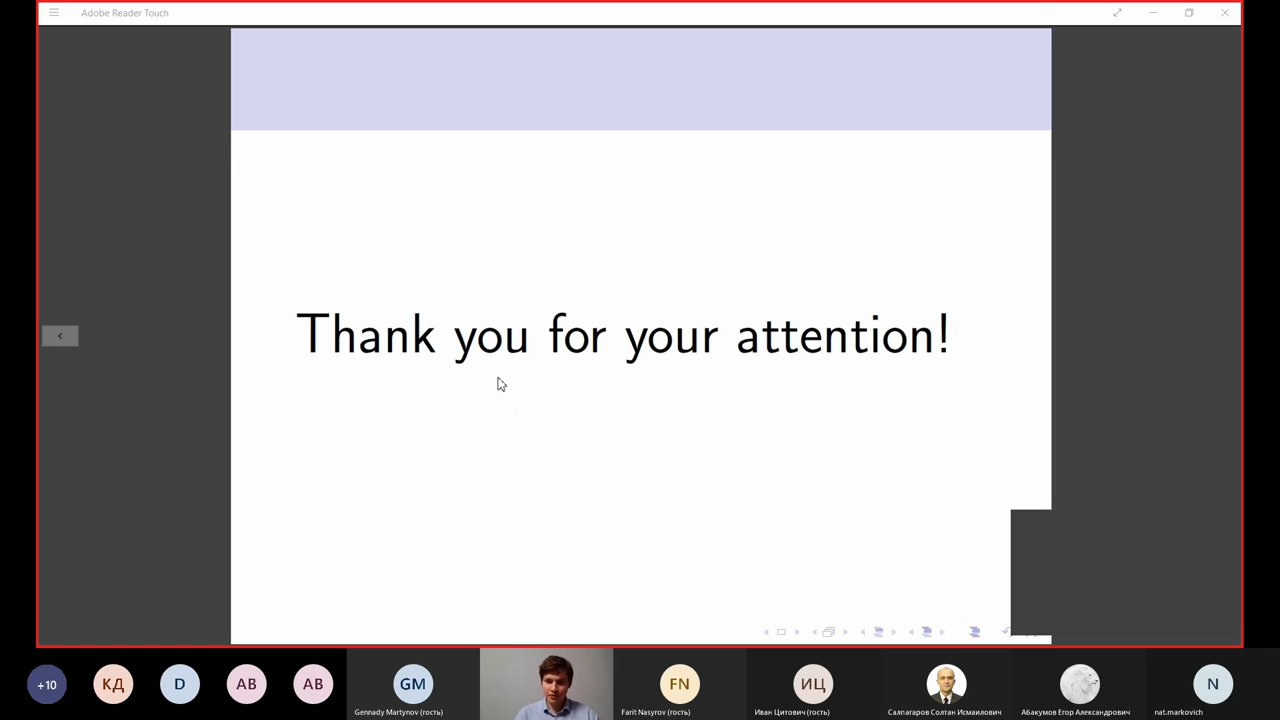 Adobe Reader Touch
Thank you for your attention!
+10
КД
D
АВ
АВ
GM
FN
ИЦ
N
Gennady Martynov (гость)
Farit Nasyrov (гость)
Иван Цитович (гость)
Салпагаров Солтан Исмаилович
Абакумов Егор Александрович
nat.markovich